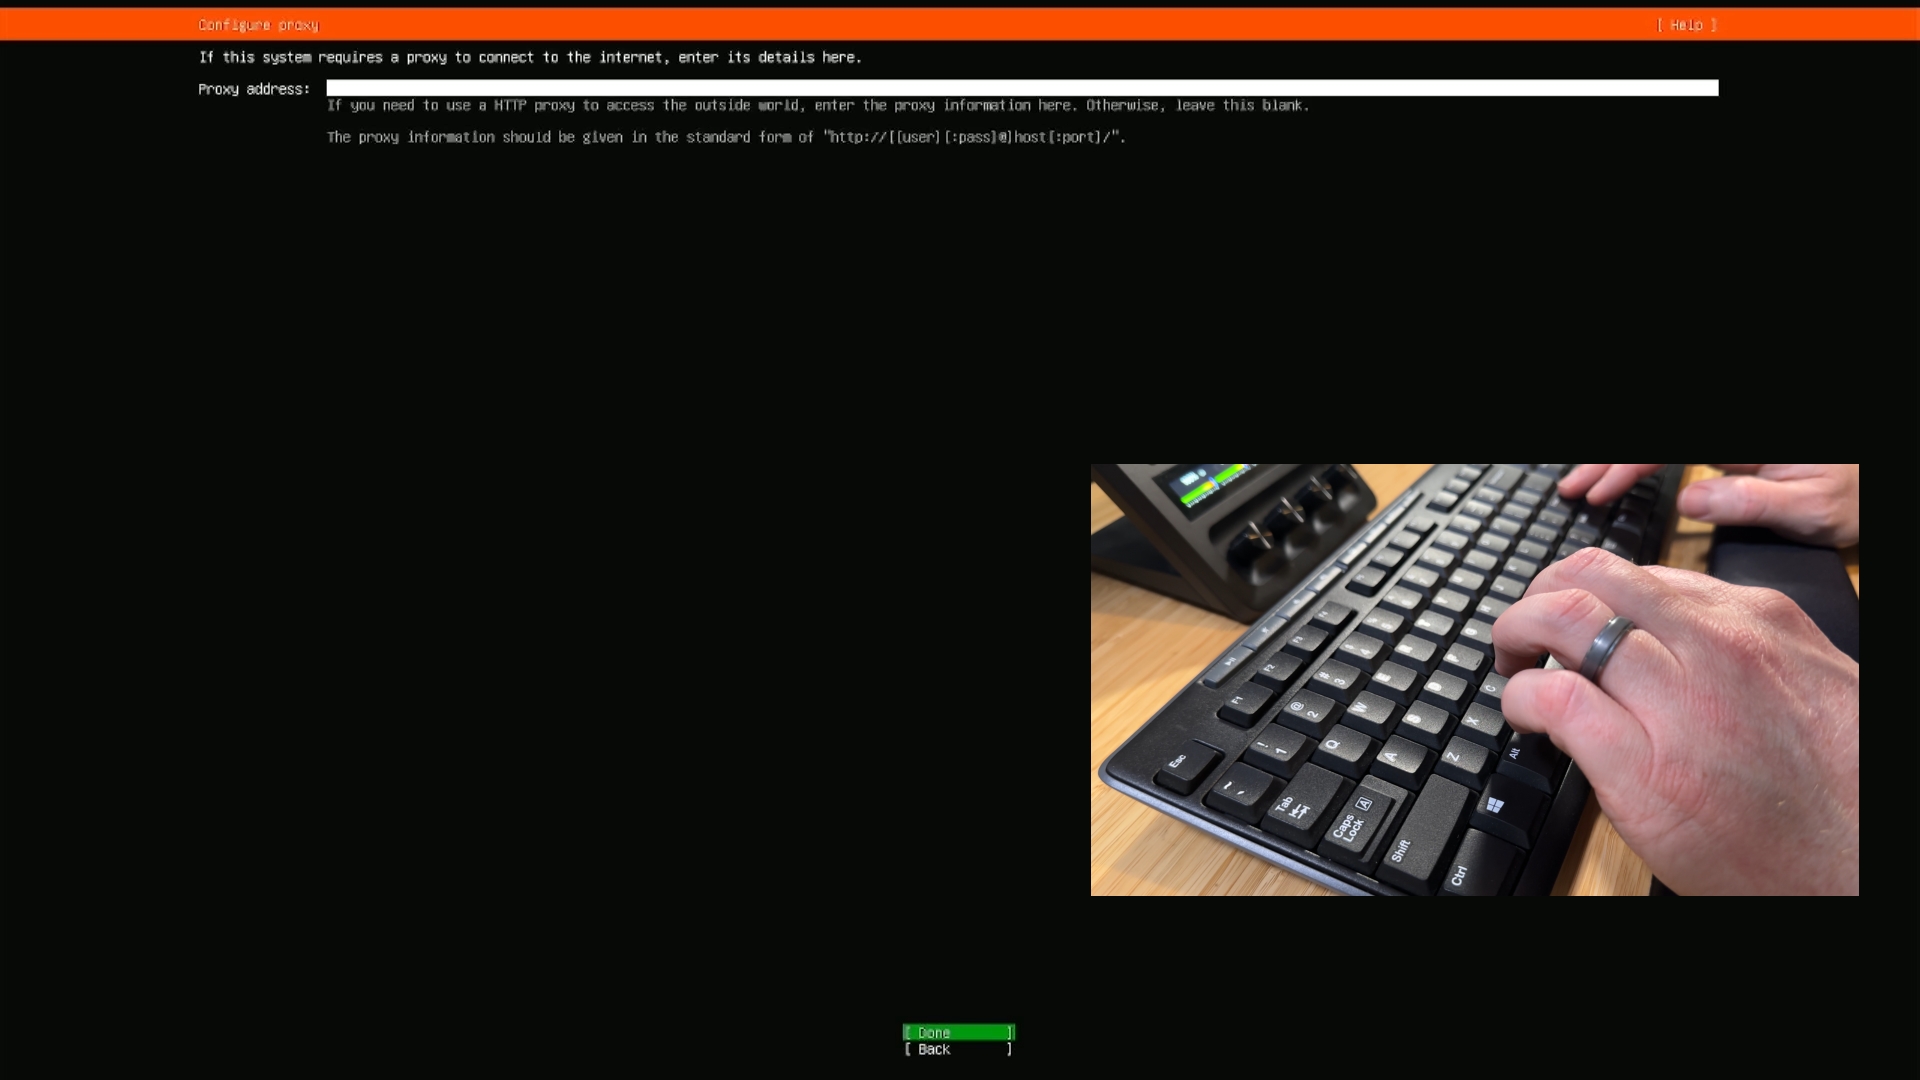 Configure proxy [ Help ]
If this system requires a proxy to connect to the internet, enter its details here.
Proxy address:
If you need to use a HTTP proxy to access the outside world, enter the proxy information here. Otherwise, leave this blank.
The proxy information should be given in the standard form of "http://[[user][:pass]@]host[:port]/".
Esc
F1
F2
F3
F4
~ `
! 1
@ 2
# 3
$ 4
Tab
Q
W
E
Caps Lock
A
Shift
Z
X
C
Ctrl
Alt
[ Done ]
[ Back ]